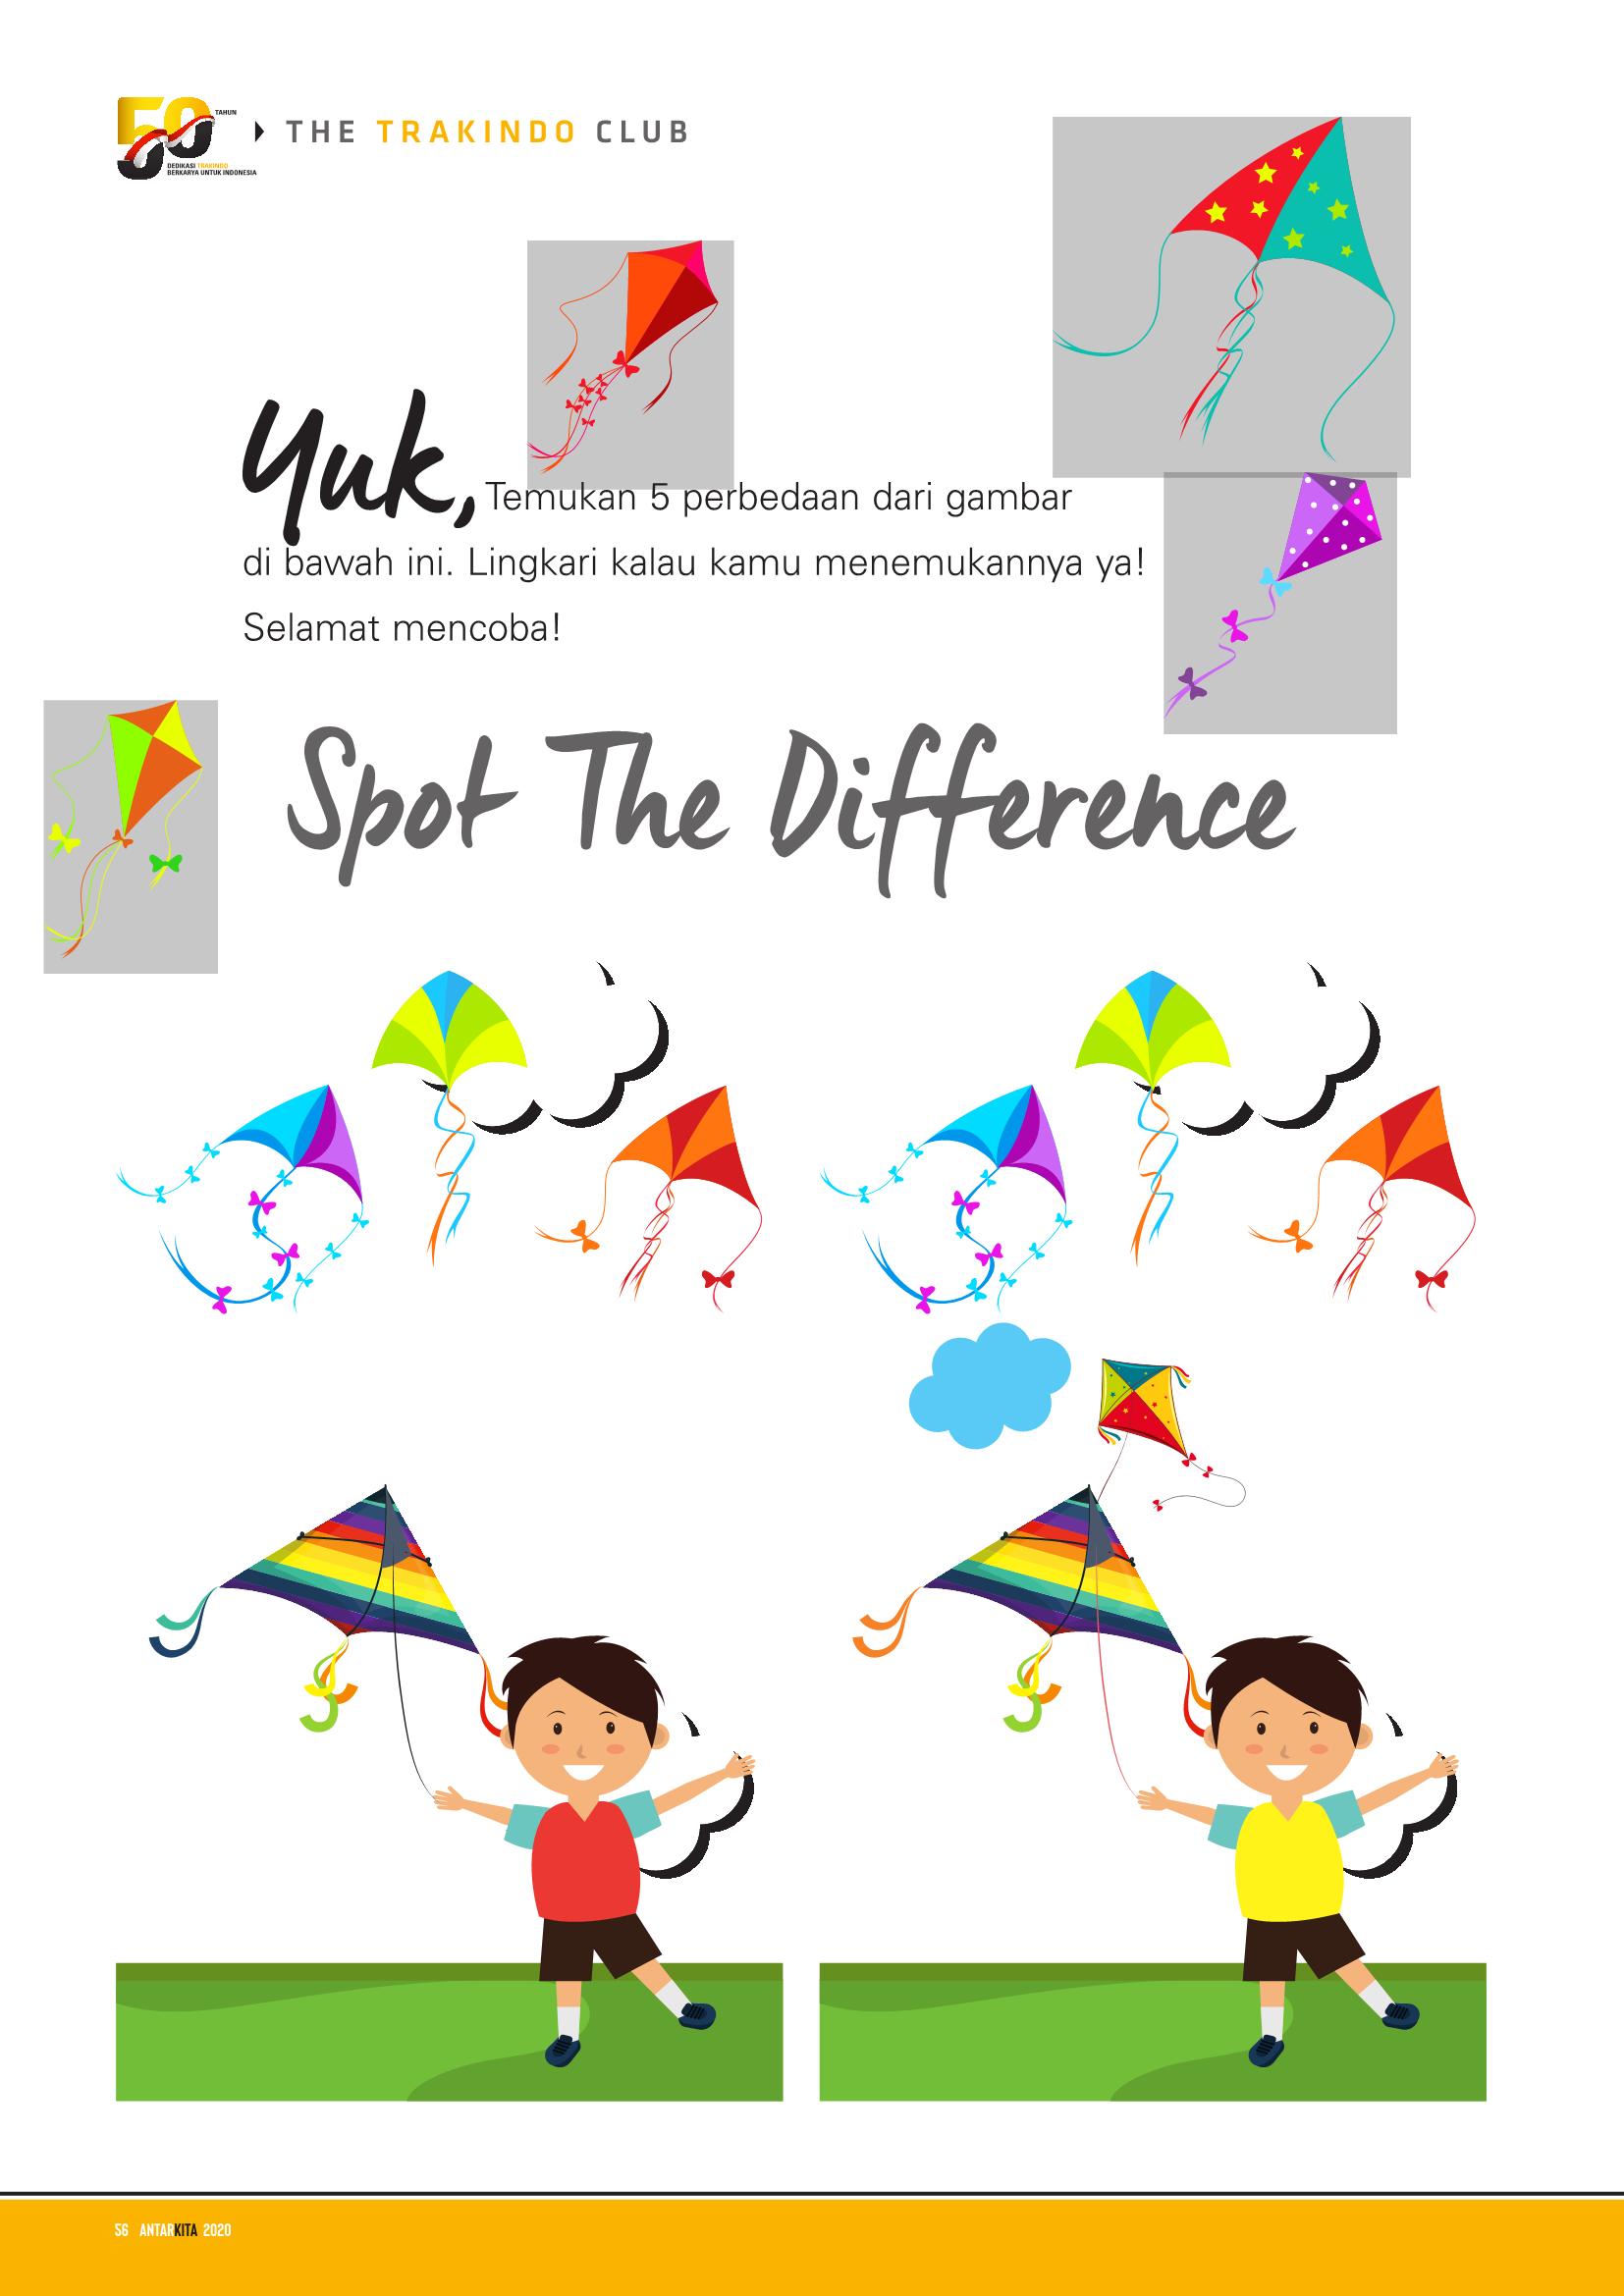 50 TAHUN
DEDIKASI TRAKINDO
BERKARYA UNTUK INDONESIA
THE TRAKINDO CLUB
Yuk, Temukan 5 perbedaan dari gambar
di bawah ini. Lingkari kalau kamu menemukannya ya!
Selamat mencoba!
Spot The Difference
56 ANTARKITA 2020